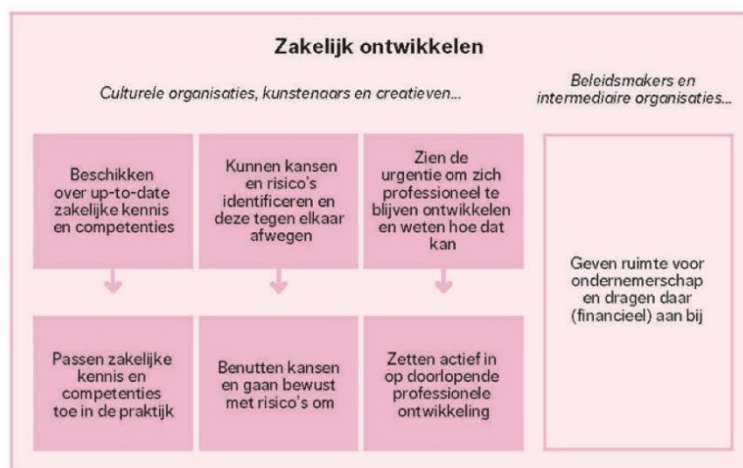 Zakelijk ontwikkelen
Culturele organisaties, kunstenaars en creatieven...
Beleidsmakers en
intermediaire organisaties...
Beschikken
over up-to-date
zakelijke kennis
en competenties
Kunnen kansen
en risico's
identificeren en
deze tegen elkaar
afwegen
Zien de
urgentie om zich
professioneel te
blijven ontwikkelen
en weten hoe dat
kan
Geven ruimte voor
ondernemerschap
en dragen daar
(financieel) aan bij
Passen zakelijke
kennis en
competenties
toe in de praktijk
Benutten kansen
en gaan bewust
met risico's om
Zetten actief in
op doorlopende
professionele
ontwikkeling